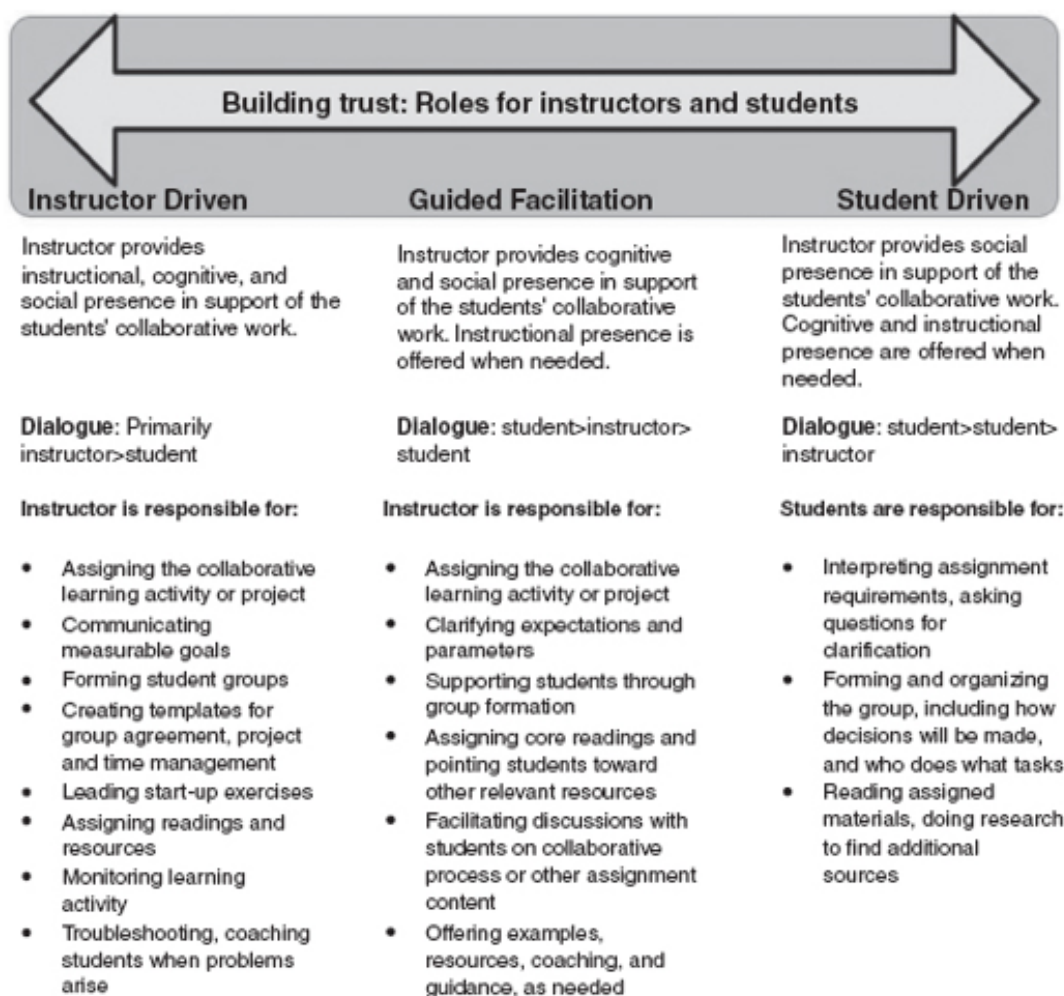 Building trust: Roles for instructors and students
Instructor Driven
Guided Facilitation
Student Driven
Instructor provides
instructional, cognitive, and
social presence in support of the
students' collaborative work.
Dialogue: Primarily
instructor>student
Instructor is responsible for:
• Assigning the collaborative
learning activity or project
• Communicating
measurable goals
• Forming student groups
• Creating templates for
group agreement, project
and time management
• Leading start-up exercises
• Assigning readings and
resources
• Monitoring learning
activity
• Troubleshooting, coaching
students when problems
arise
Instructor provides cognitive
and social presence in support
of the students' collaborative
work. Instructional presence is
offered when needed.
Dialogue: student>instructor>
student
Instructor is responsible for:
• Assigning the collaborative
learning activity or project
• Clarifying expectations and
parameters
• Supporting students through
group formation
• Assigning core readings and
pointing students toward
other relevant resources
• Facilitating discussions with
students on collaborative
process or other assignment
content
• Offering examples,
resources, coaching, and
guidance, as needed
Instructor provides social
presence in support of the
students' collaborative work.
Cognitive and instructional
presence are offered when
needed.
Dialogue: student>student>
instructor
Students are responsible for:
• Interpreting assignment
requirements, asking
questions for
clarification
• Forming and organizing
the group, including how
decisions will be made,
and who does what tasks
• Reading assigned
materials, doing research
to find additional
sources